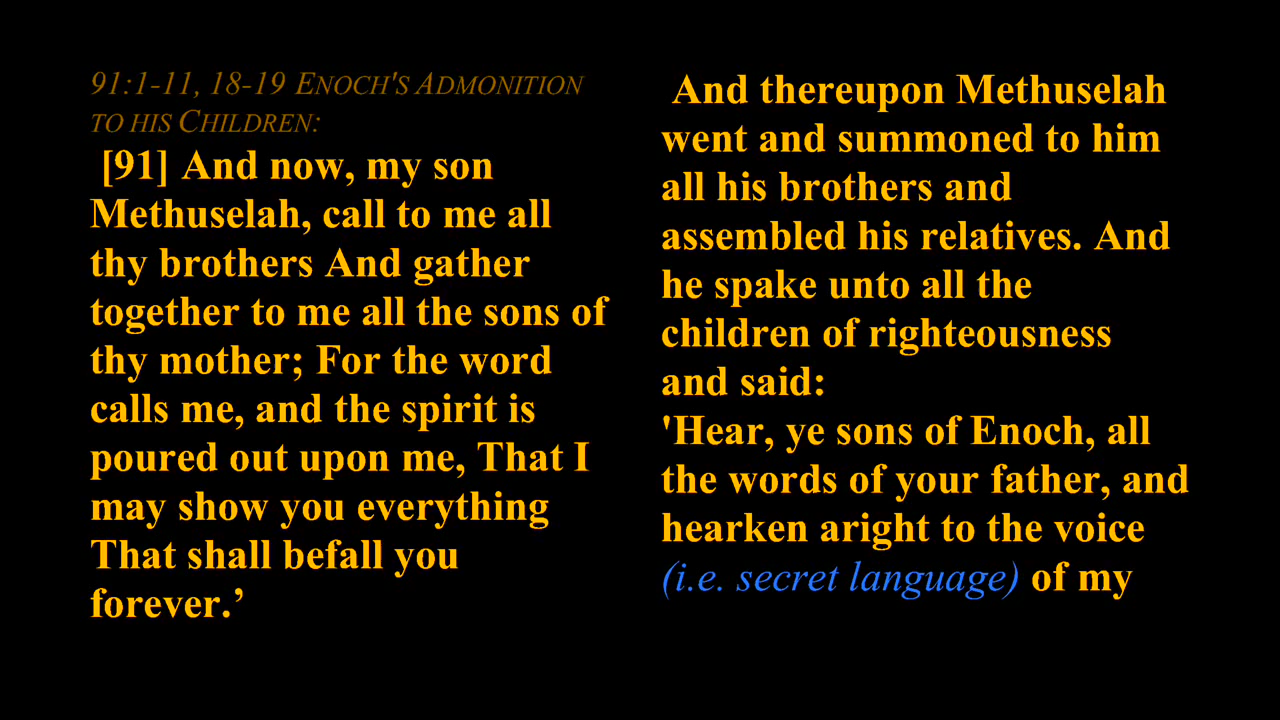 91:1-11, 18-19 ENOCH'S ADMONITION
TO HIS CHILDREN:
[91] And now, my son
Methuselah, call to me all
thy brothers And gather
together to me all the sons of
thy mother; For the word
calls me, and the spirit is
poured out upon me, That I
may show you everything
That shall befall you
forever.’
And thereupon Methuselah
went and summoned to him
all his brothers and
assembled his relatives. And
he spake unto all the
children of righteousness
and said:
'Hear, ye sons of Enoch, all
the words of your father, and
hearken aright to the voice
(i.e. secret language) of my